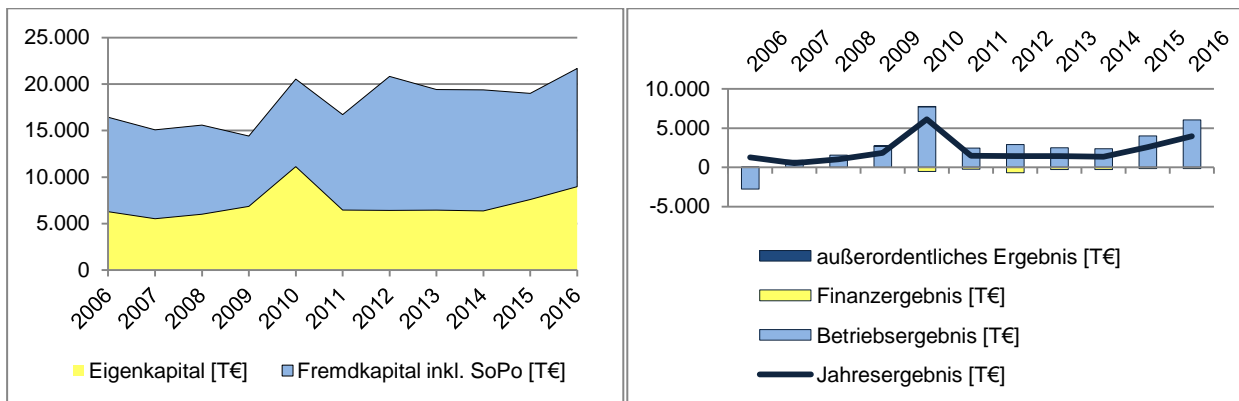 25.000
20.000
15.000
10.000
5.000
0
2006 2007 2008 2009 2010 2011 2012 2013 2014 2015 2016
Eigenkapital [T€] Fremdkapital inkl. SoPo [T€]
2006 2007 2008 2009 2010 2011 2012 2013 2014 2015 2016
10.000
5.000
0
-5.000
außerordentliches Ergebnis [T€]
Finanzergebnis [T€]
Betriebsergebnis [T€]
Jahresergebnis [T€]